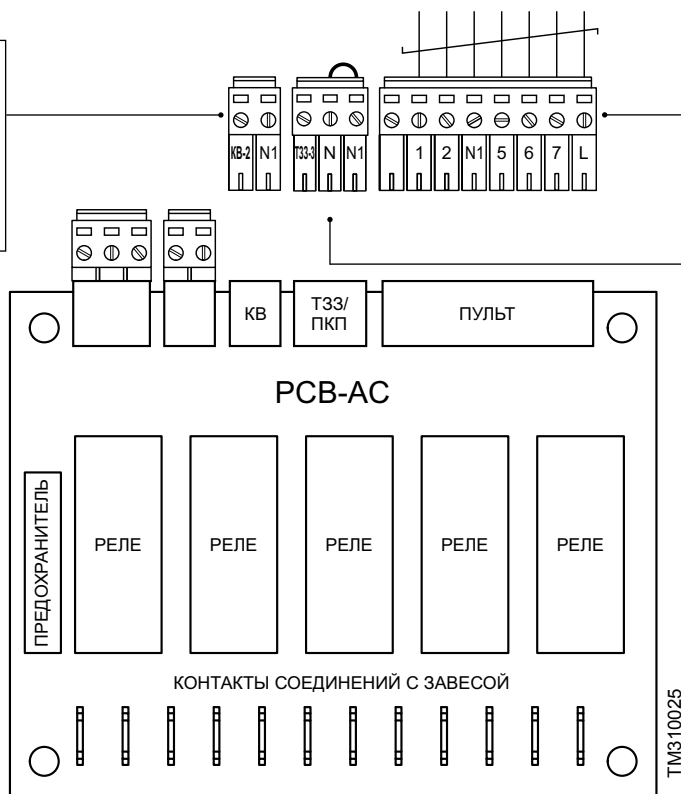 КВ-2 N1 ТЗЗ-3 N N1 1 2 N1 5 6 7 L
КВ
ТЗЗ/
ПКП
ПУЛЬТ
PCB-AC
ПРЕДОХРАНИТЕЛЬ
РЕЛЕ РЕЛЕ РЕЛЕ РЕЛЕ РЕЛЕ
КОНТАКТЫ СОЕДИНЕНИЙ С ЗАВЕСОЙ
TM310025